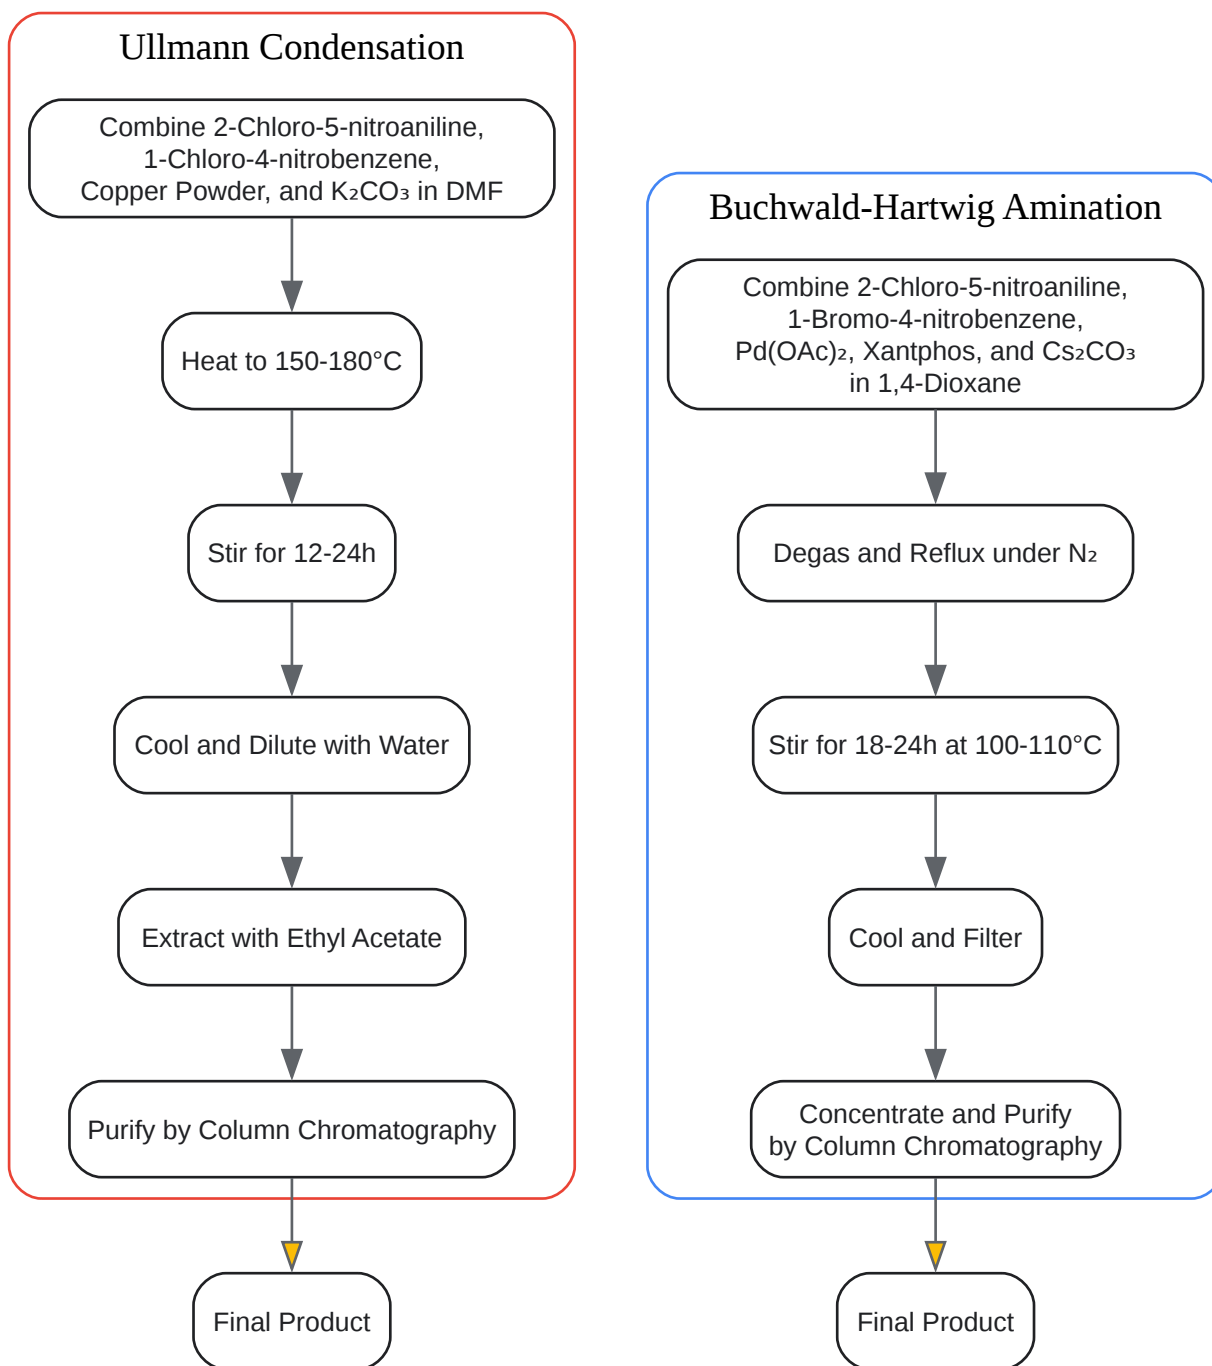 Ullmann Condensation
Combine 2-Chloro-5-nitroaniline,
1-Chloro-4-nitrobenzene,
Copper Powder, and K₂CO₃ in DMF
Heat to 150-180°C
Stir for 12-24h
Cool and Dilute with Water
Extract with Ethyl Acetate
Purify by Column Chromatography
Final Product
Buchwald-Hartwig Amination
Combine 2-Chloro-5-nitroaniline,
1-Bromo-4-nitrobenzene,
Pd(OAc)₂, Xantphos, and Cs₂CO₃
in 1,4-Dioxane
Degas and Reflux under N₂
Stir for 18-24h at 100-110°C
Cool and Filter
Concentrate and Purify
by Column Chromatography
Final Product